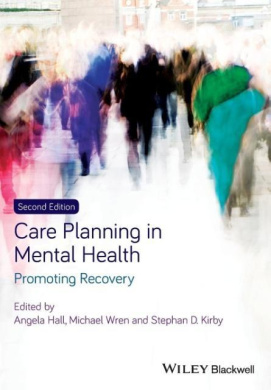 Second Edition
Care Planning in
Mental Health
Promoting Recovery
Edited by
Angela Hall, Michael Wren and Stephan D. Kirby
WILEY Blackwell